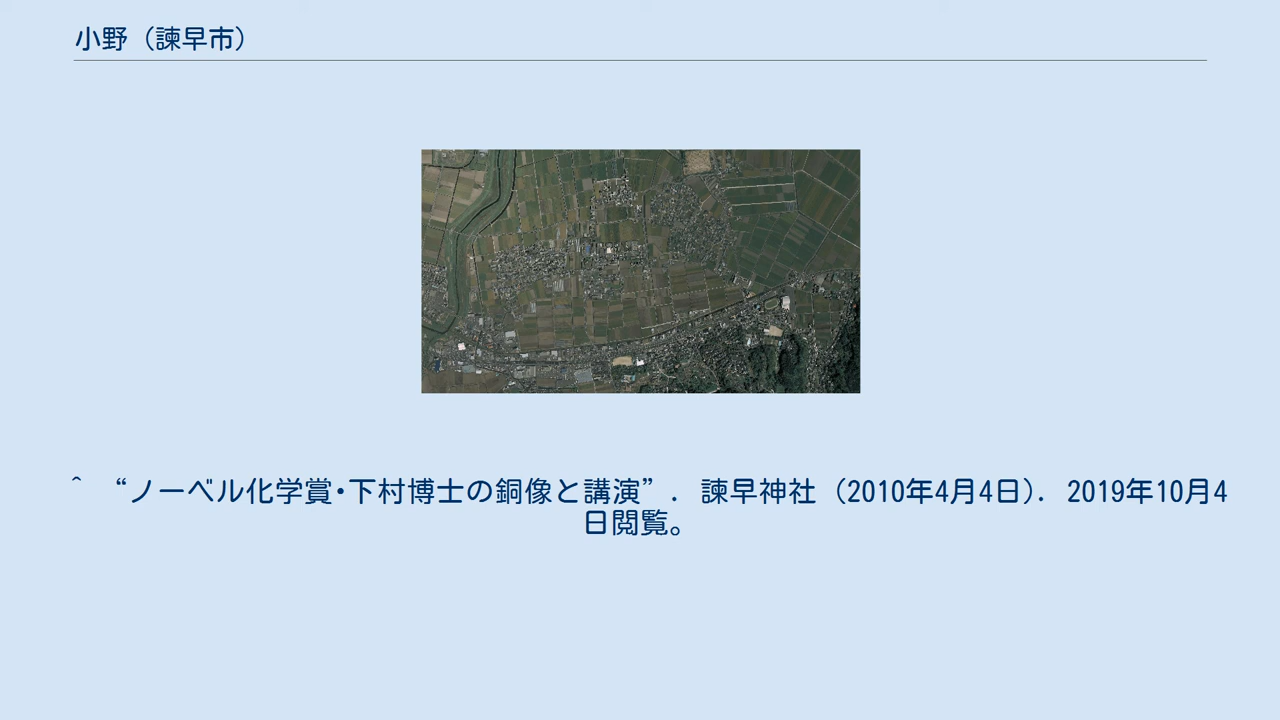 小野（諫早市）
^ “ノーベル化学賞・下村博士の銅像と講演”. 諫早神社 (2010年4月4日). 2019年10月4
日閲覧。